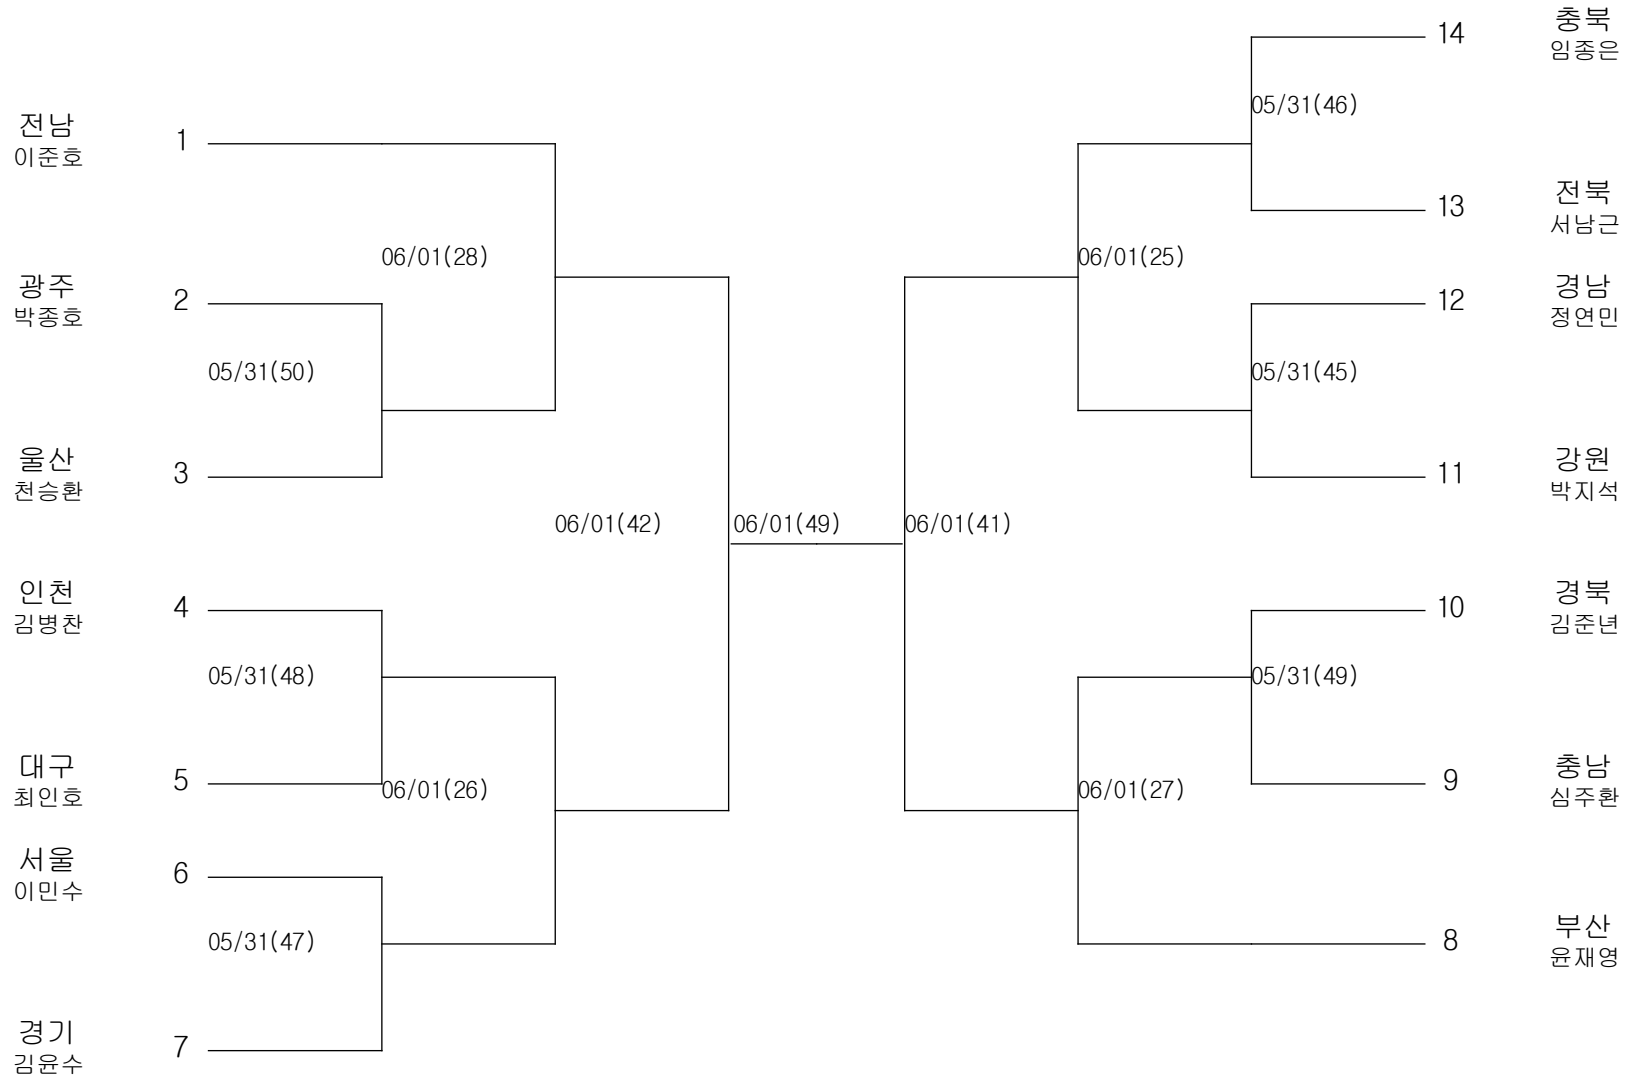 전남
이준호
1
광주
박종호
2
울산
천승환
3
인천
김병찬
4
대구
최인호
5
서울
이민수
6
경기
김윤수
7
05/31(50)
05/31(48)
05/31(47)
06/01(28)
06/01(26)
06/01(42)
06/01(49)
06/01(41)
06/01(25)
06/01(27)
05/31(46)
05/31(45)
05/31(49)
14
충북
임종은
13
전북
서남근
12
경남
정연민
11
강원
박지석
10
경북
김준년
9
충남
심주환
8
부산
윤재영